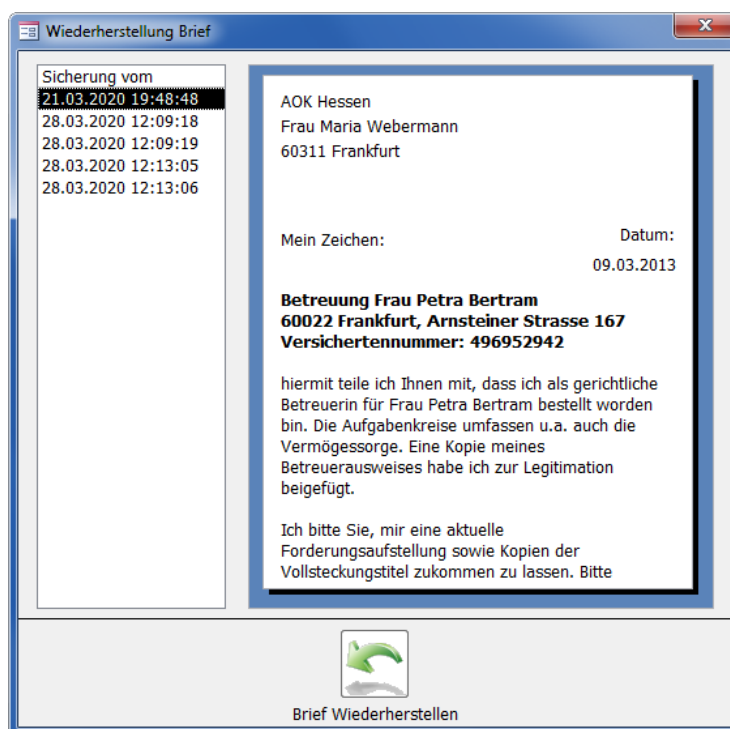 Wiederherstellung Brief
Sicherung vom
21.03.2020 19:48:48
28.03.2020 12:09:18
28.03.2020 12:09:19
28.03.2020 12:13:05
28.03.2020 12:13:06
AOK Hessen
Frau Maria Webermann
60311 Frankfurt
Mein Zeichen:
Datum:
09.03.2013
Betreuung Frau Petra Bertram
60022 Frankfurt, Arnsteiner Strasse 167
Versichertennummer: 496952942
hiermit teile ich Ihnen mit, dass ich als gerichtliche
Betreuerin für Frau Petra Bertram bestellt worden
bin. Die Aufgabenkreise umfassen u.a. auch die
Vermögessorge. Eine Kopie meines
Betreuerausweises habe ich zur Legitimation
beigefügt.
Ich bitte Sie, mir eine aktuelle
Forderungsaufstellung sowie Kopien der
Vollsteckungstitel zukommen zu lassen. Bitte
Brief Wiederherstellen